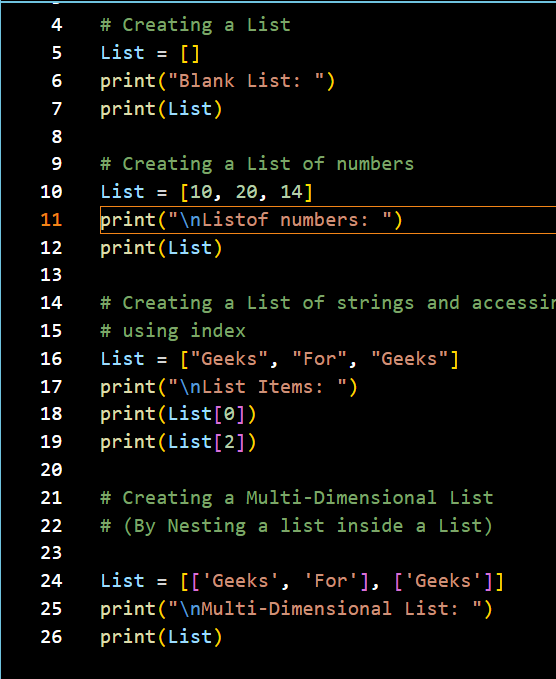 4 # Creating a List
5 List = []
6 print("Blank List: ")
7 print(List)
8
9 # Creating a List of numbers
10 List = [10, 20, 14]
11 print("\nListof numbers: ")
12 print(List)
13
14 # Creating a List of strings and accessin
15 # using index
16 List = ["Geeks", "For", "Geeks"]
17 print("\nList Items: ")
18 print(List[0])
19 print(List[2])
20
21 # Creating a Multi-Dimensional List
22 # (By Nesting a list inside a List)
23
24 List = [['Geeks', 'For'], ['Geeks']]
25 print("\nMulti-Dimensional List: ")
26 print(List)